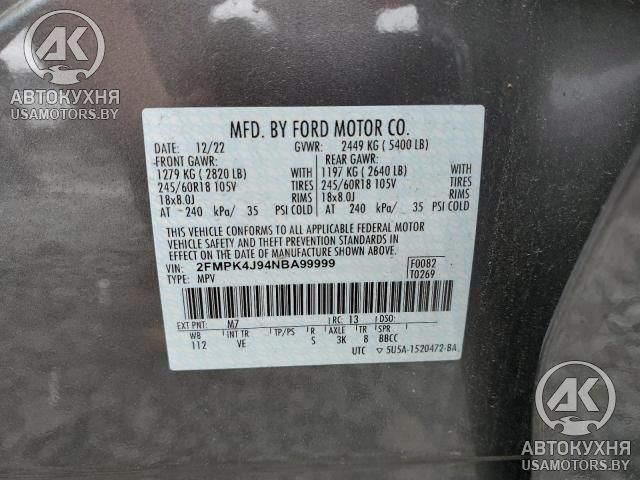 AK
АВТОКУХНЯ
USAMOTORS.BY
MFD. BY FORD MOTOR CO.
DATE: 12/22 GVWR: 2449 KG ( 5400 LB)
FRONT GAWR: REAR GAWR:
1279 KG ( 2820 LB) 1197 KG ( 2640 LB)
245/60R18 105V TIRES 245/60R18 105V TIRES
18x8.0J RIMS 18x8.0J RIMS
AT 240 kPa/ 35 PSI COLD AT 240 kPa/ 35 PSI COLD
THIS VEHICLE CONFORMS TO ALL APPLICABLE FEDERAL MOTOR
VEHICLE SAFETY AND THEFT PREVENTION STANDARDS IN
EFFECT ON THE DATE OF MANUFACTURE SHOWN ABOVE.
VIN: 2FMPK4J94NBA99999 F0082
TYPE: MPV T0269
EXT PNT: M7 RC: 13
WB INT TR TP/PS R AXLE TR SPR
112 VE S 3K 8 BBCC
UTC ▽ 5U5A-1520472-BA
AK
АВТОКУХНЯ
USAMOTORS.BY